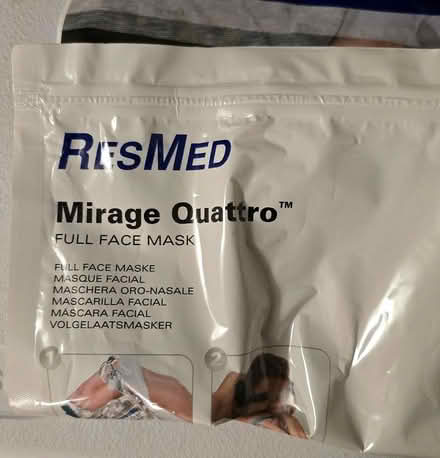 RESMED
Mirage Quattro™
FULL FACE MASK
FULL FACE MASKE
MASQUE FACIAL
MASCHERA ORO-NASALE
MASCARILLA FACIAL
MÁSCARA FACIAL
VOLGELAATSMASKER
1 2